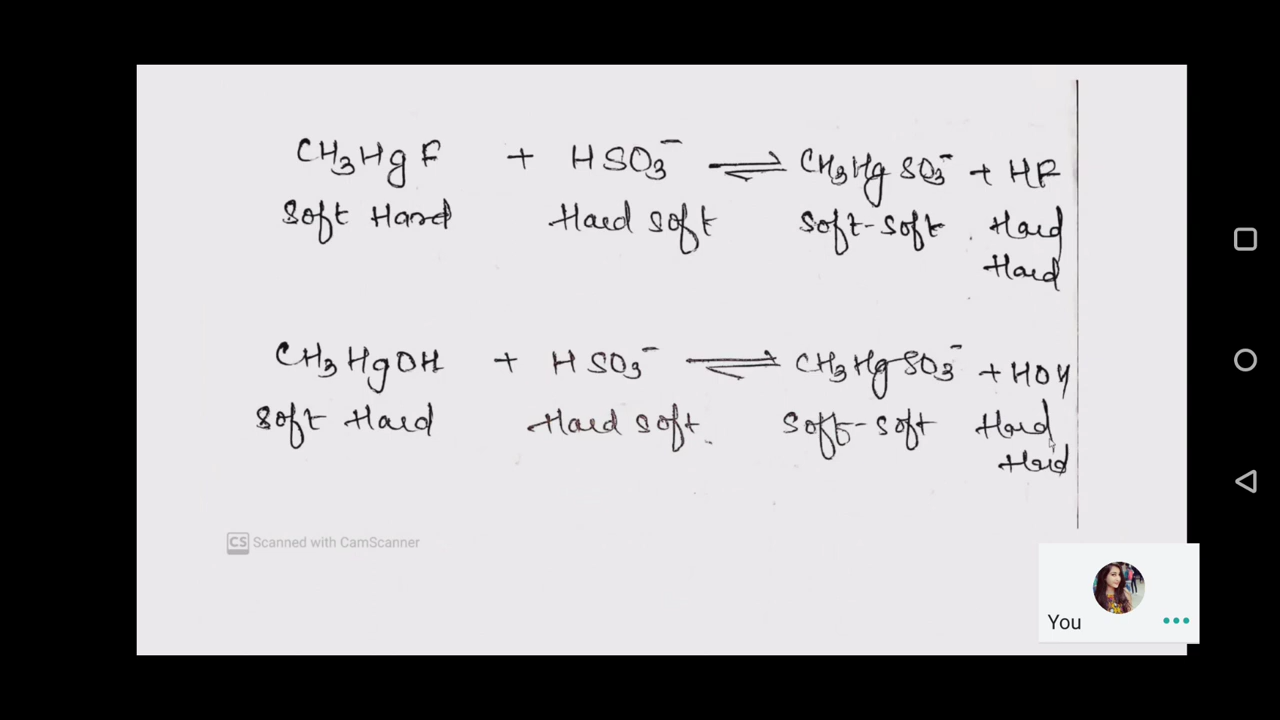 CH₃HgF + HSO₃⁻ ⇌ CH₃HgSO₃⁻ + HF
Soft Hard Hard Soft Soft-Soft Hard
Hard
CH₃HgOH + HSO₃⁻ ⇌ CH₃HgSO₃⁻ + HOH
Soft Hard Hard Soft Soft-Soft Hard
Hard
CS Scanned with CamScanner
You